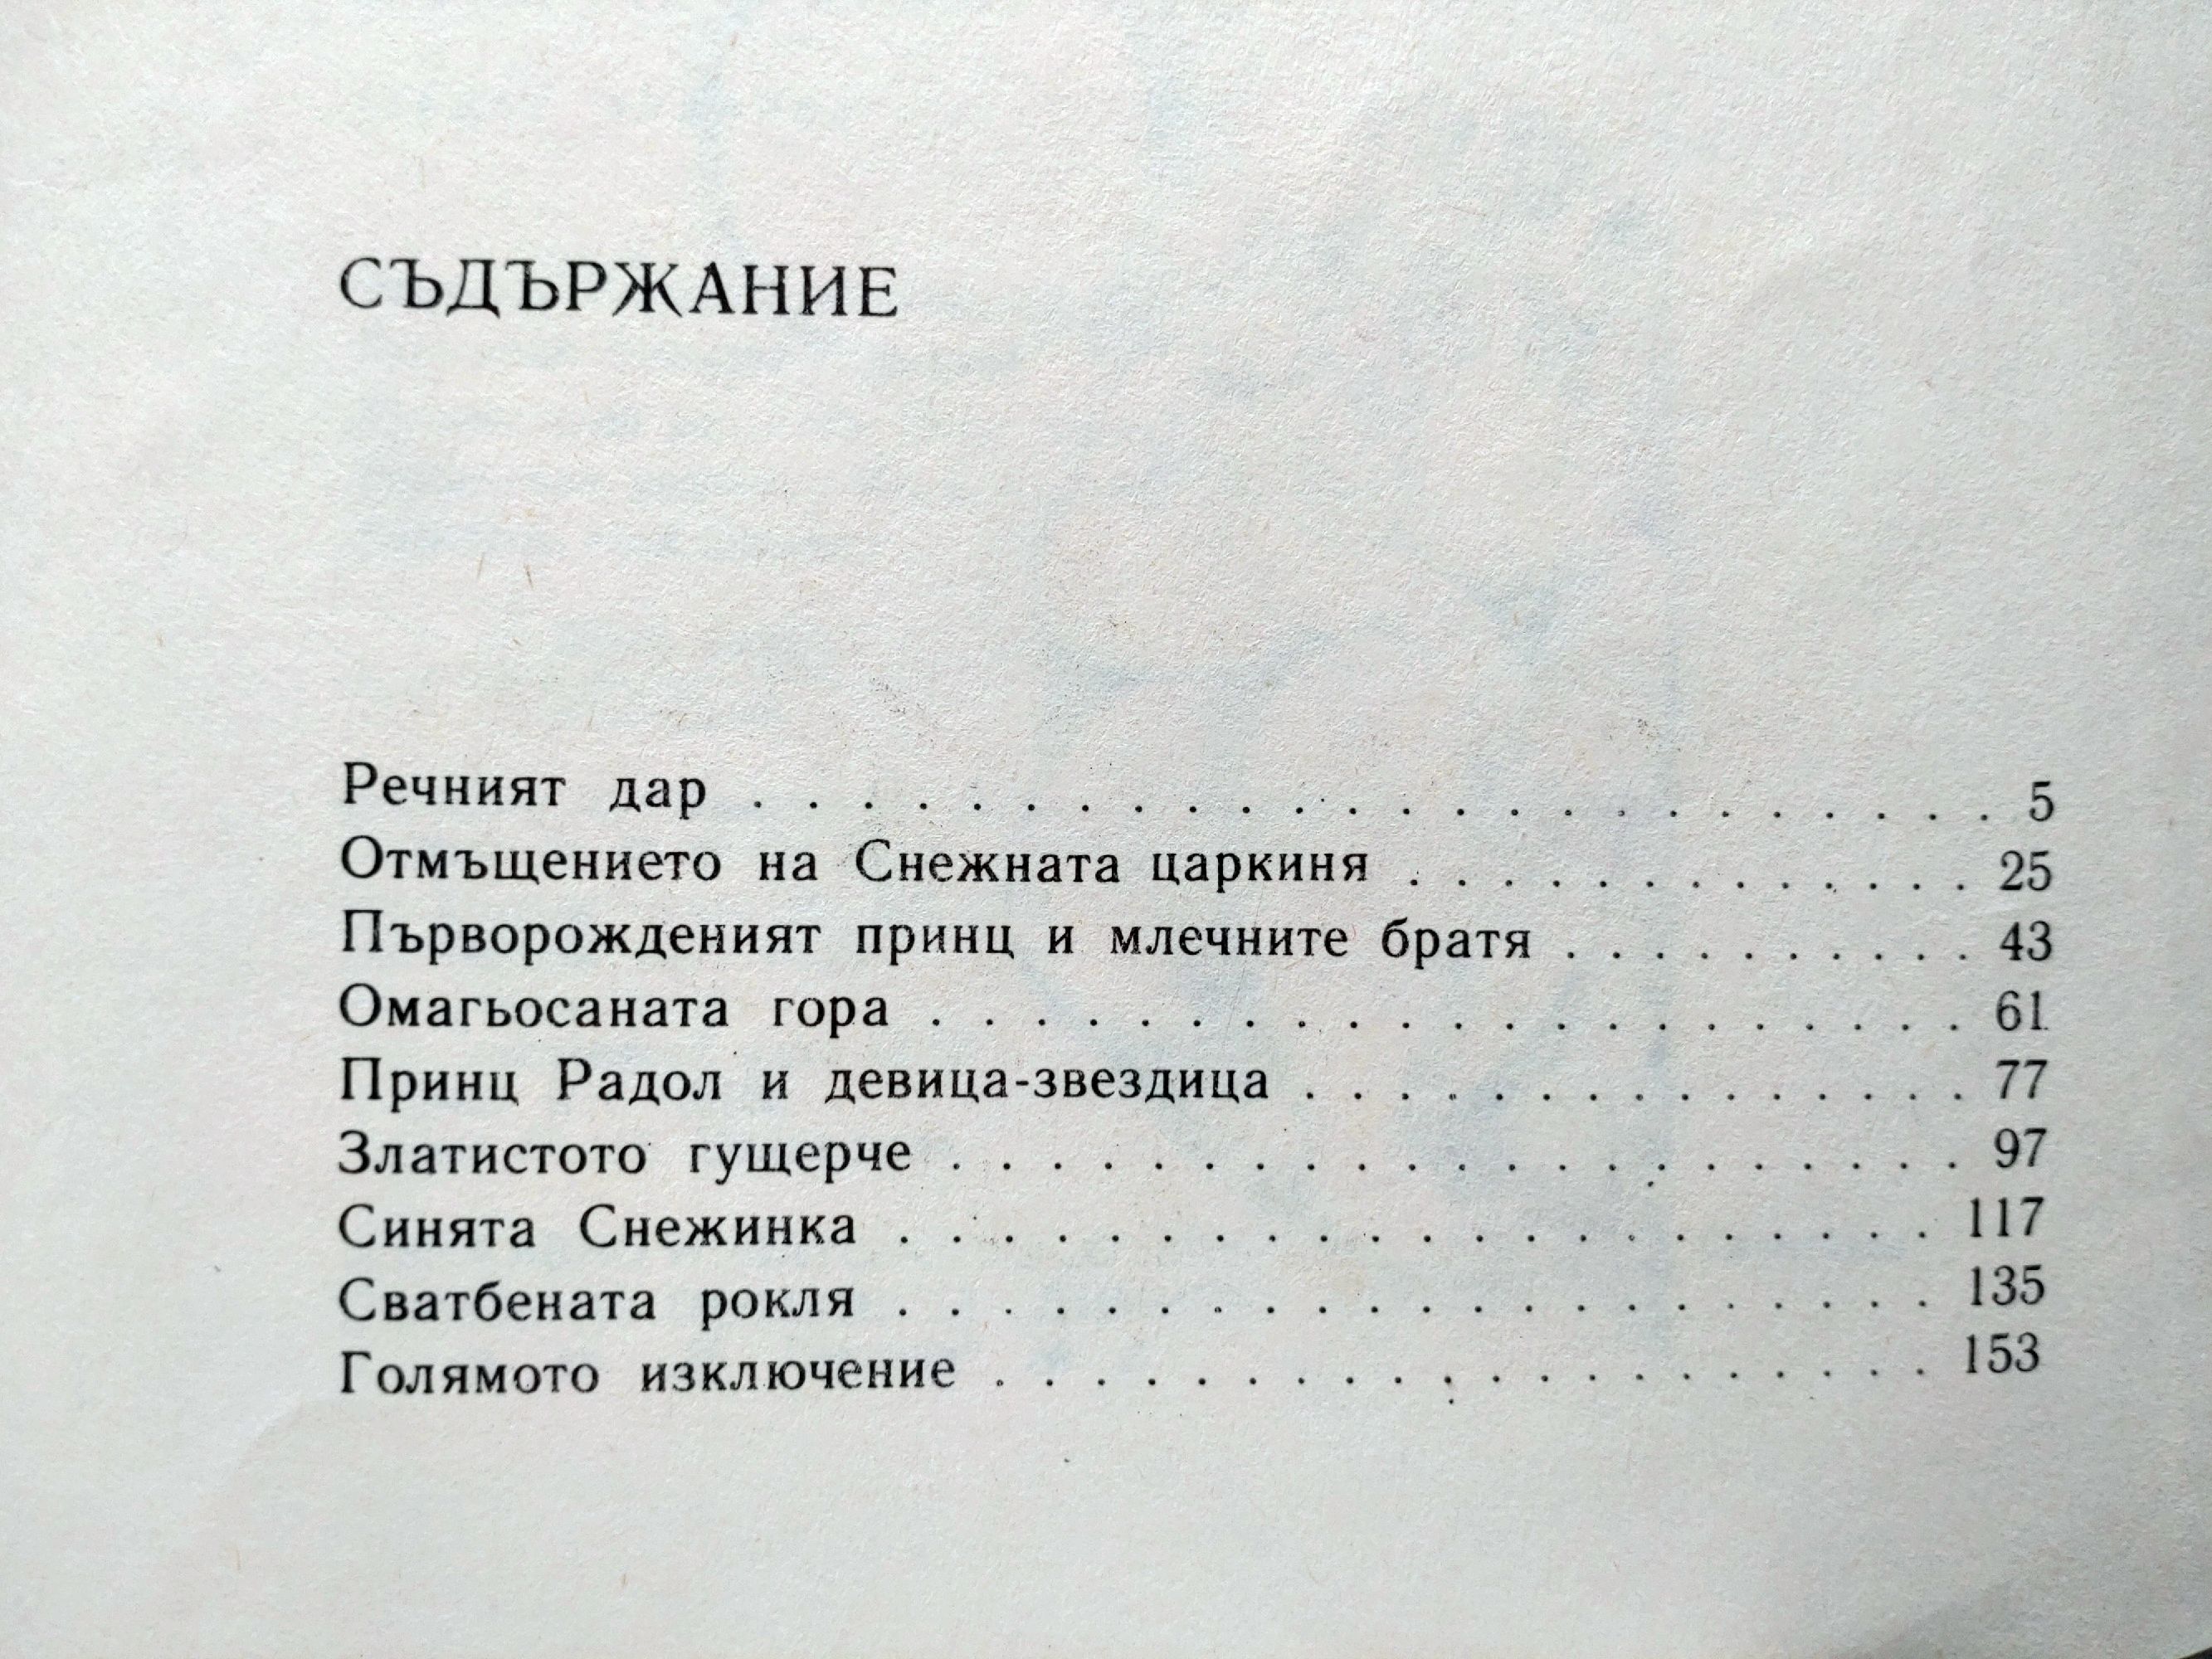 СЪДЪРЖАНИЕ
Речният дар . . . . . . . . . . . . . . . . . . . . . . . . 5
Отмъщението на Снежната царкиня . . . . . . . . . . . . 25
Първорожденият принц и млечните братя . . . . . . . . . . . 43
Омагьосаната гора . . . . . . . . . . . . . . . . . . . . 61
Принц Радол и девица-звездица . . . . . . . . . . . . . . . 77
Златистото гущерче . . . . . . . . . . . . . . . . . . . . 97
Синята Снежинка . . . . . . . . . . . . . . . . . . . . 117
Сватбената рокля . . . . . . . . . . . . . . . . . . . . 135
Голямото изключение . . . . . . . . . . . . . . . . . . . 153